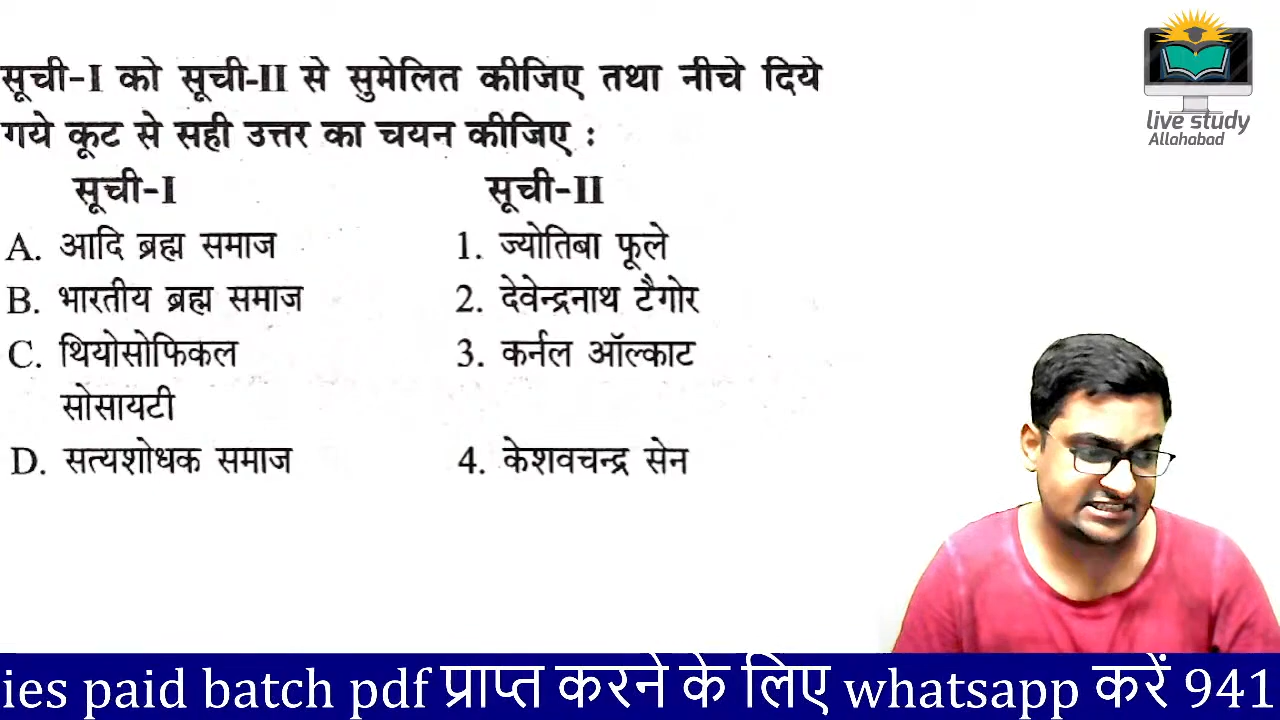 सूची-I को सूची-II से सुमेलित कीजिए तथा नीचे दिये
गये कूट से सही उत्तर का चयन कीजिए :
सूची-I सूची-II
A. आदि ब्रह्म समाज 1. ज्योतिबा फूले
B. भारतीय ब्रह्म समाज 2. देवेन्द्रनाथ टैगोर
C. थियोसोफिकल 3. कर्नल ऑल्काट
सोसायटी
D. सत्यशोधक समाज 4. केशवचन्द्र सेन
live study
Allahabad
ies paid batch pdf प्राप्त करने के लिए whatsapp करें 941